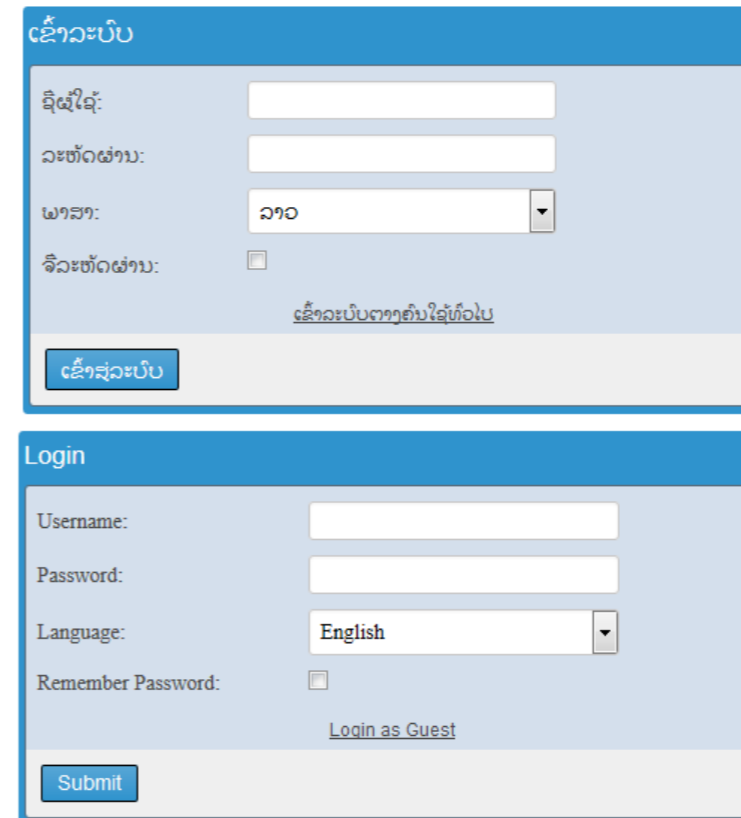 ເຂົ້າລະບົບ
ຊື່ຜູ້ໃຊ້:
ລະຫັດຜ່ານ:
ພາສາ: ລາວ
ຈື່ລະຫັດຜ່ານ:
ເຂົ້າລະບົບຕາງຄົນໃຊ້ທົ່ວໄປ
ເຂົ້າສູ່ລະບົບ
Login
Username:
Password:
Language: English
Remember Password:
Login as Guest
Submit